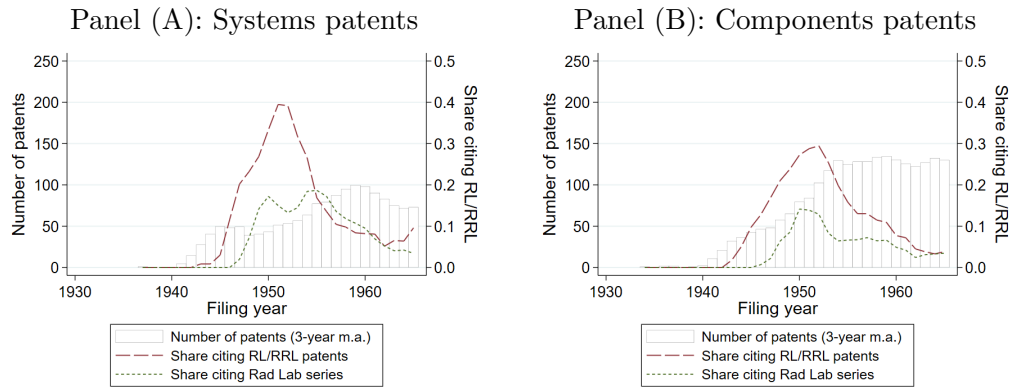 Panel (A): Systems patents
250
200
150
100
50
0
Number of patents
0.5
0.4
0.3
0.2
0.1
0.0
Share citing RL/RRL
1930 1940 1950 1960
Filing year
Number of patents (3-year m.a.)
Share citing RL/RRL patents
Share citing Rad Lab series
Panel (B): Components patents
250
200
150
100
50
0
Number of patents
0.5
0.4
0.3
0.2
0.1
0.0
Share citing RL/RRL
1930 1940 1950 1960
Filing year
Number of patents (3-year m.a.)
Share citing RL/RRL patents
Share citing Rad Lab series